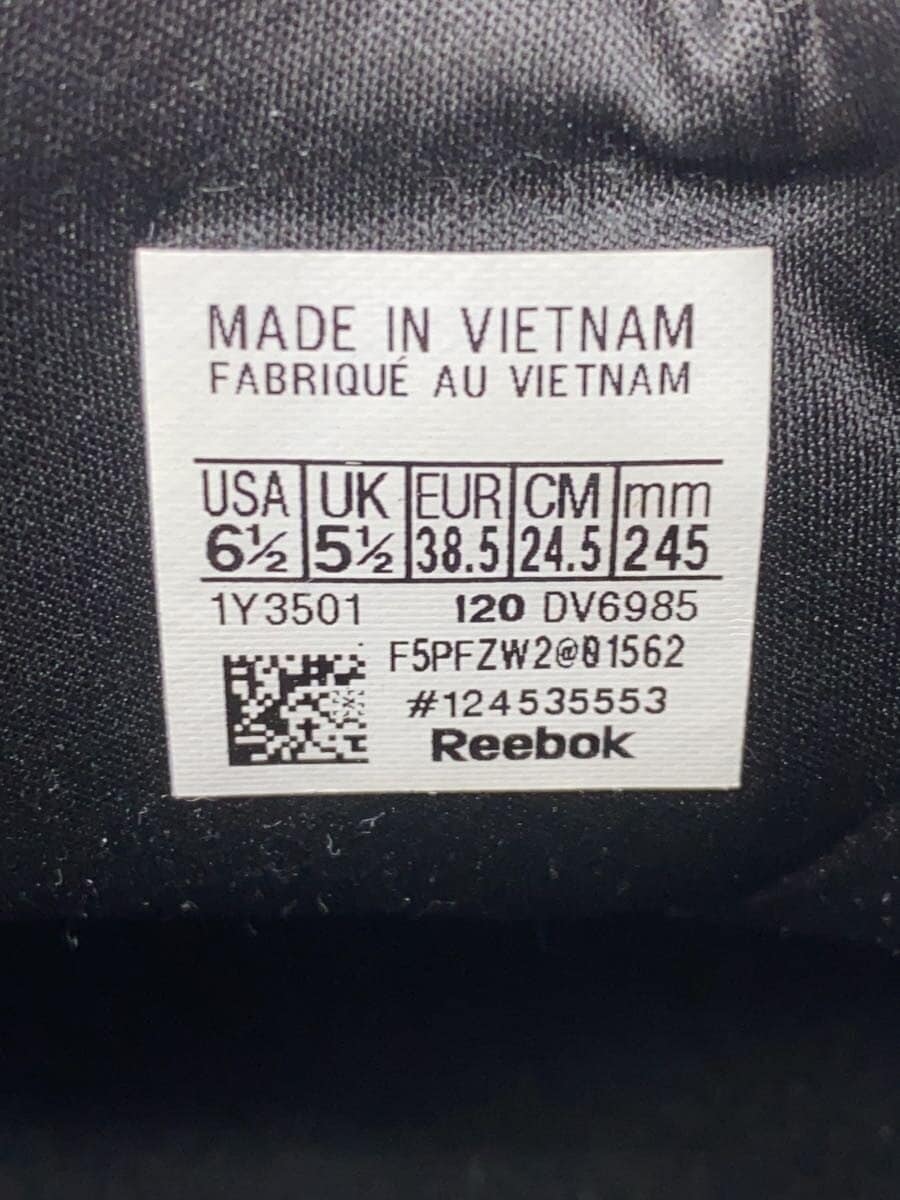 MADE IN VIETNAM
FABRIQUÉ AU VIETNAM
USA UK EUR CM mm
6½ 5½ 38.5 24.5 245
1Y3501 120 DV6985
F5PFZW2@01562
#124535553
Reebok